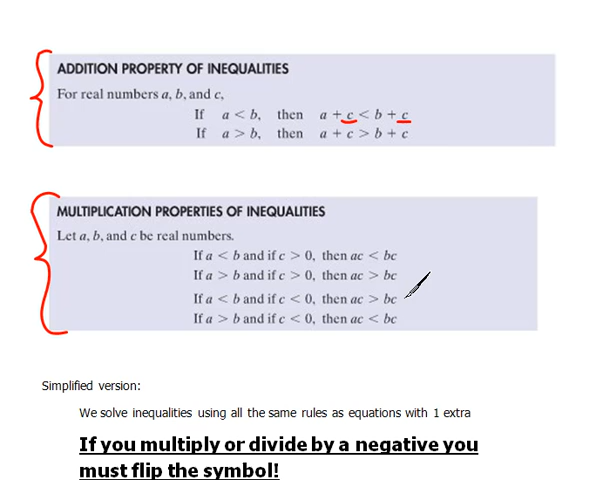 ADDITION PROPERTY OF INEQUALITIES
For real numbers a, b, and c,
If a < b, then a + c < b + c
If a > b, then a + c > b + c
MULTIPLICATION PROPERTIES OF INEQUALITIES
Let a, b, and c be real numbers.
If a < b and if c > 0, then ac < bc
If a > b and if c > 0, then ac > bc
If a < b and if c < 0, then ac > bc
If a > b and if c < 0, then ac < bc
Simplified version:
We solve inequalities using all the same rules as equations with 1 extra
If you multiply or divide by a negative you
must flip the symbol!